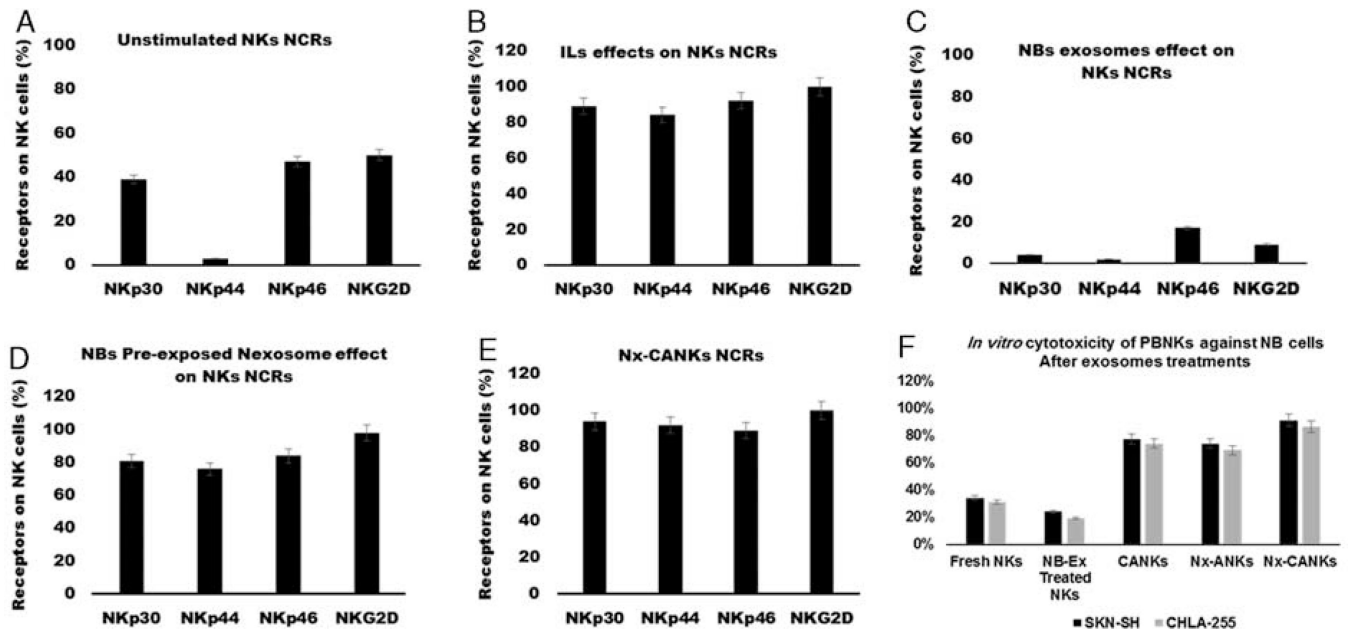 A
Unstimulated NKs NCRs
Receptors on NK cells (%)
100
80
60
40
20
0
NKp30 NKp44 NKp46 NKG2D
B
ILs effects on NKs NCRs
Receptors on NK cells (%)
120
100
80
60
40
20
0
NKp30 NKp44 NKp46 NKG2D
C
NBs exosomes effect on
NKs NCRs
Receptors on NK cells (%)
100
80
60
40
20
0
NKp30 NKp44 NKp46 NKG2D
D
NBs Pre-exposed Nexosome effect
on NKs NCRs
Receptors on NK cells (%)
120
100
80
60
40
20
0
NKp30 NKp44 NKp46 NKG2D
E
Nx-CANKs NCRs
Receptors on NK cells (%)
120
100
80
60
40
20
0
NKp30 NKp44 NKp46 NKG2D
F
In vitro cytotoxicity of PBNKs against NB cells
After exosomes treatments
120%
100%
80%
60%
40%
20%
0%
Fresh NKs NB-Ex CANKs Nx-ANKs Nx-CANKs
Treated
NKs
SKN-SH CHLA-255